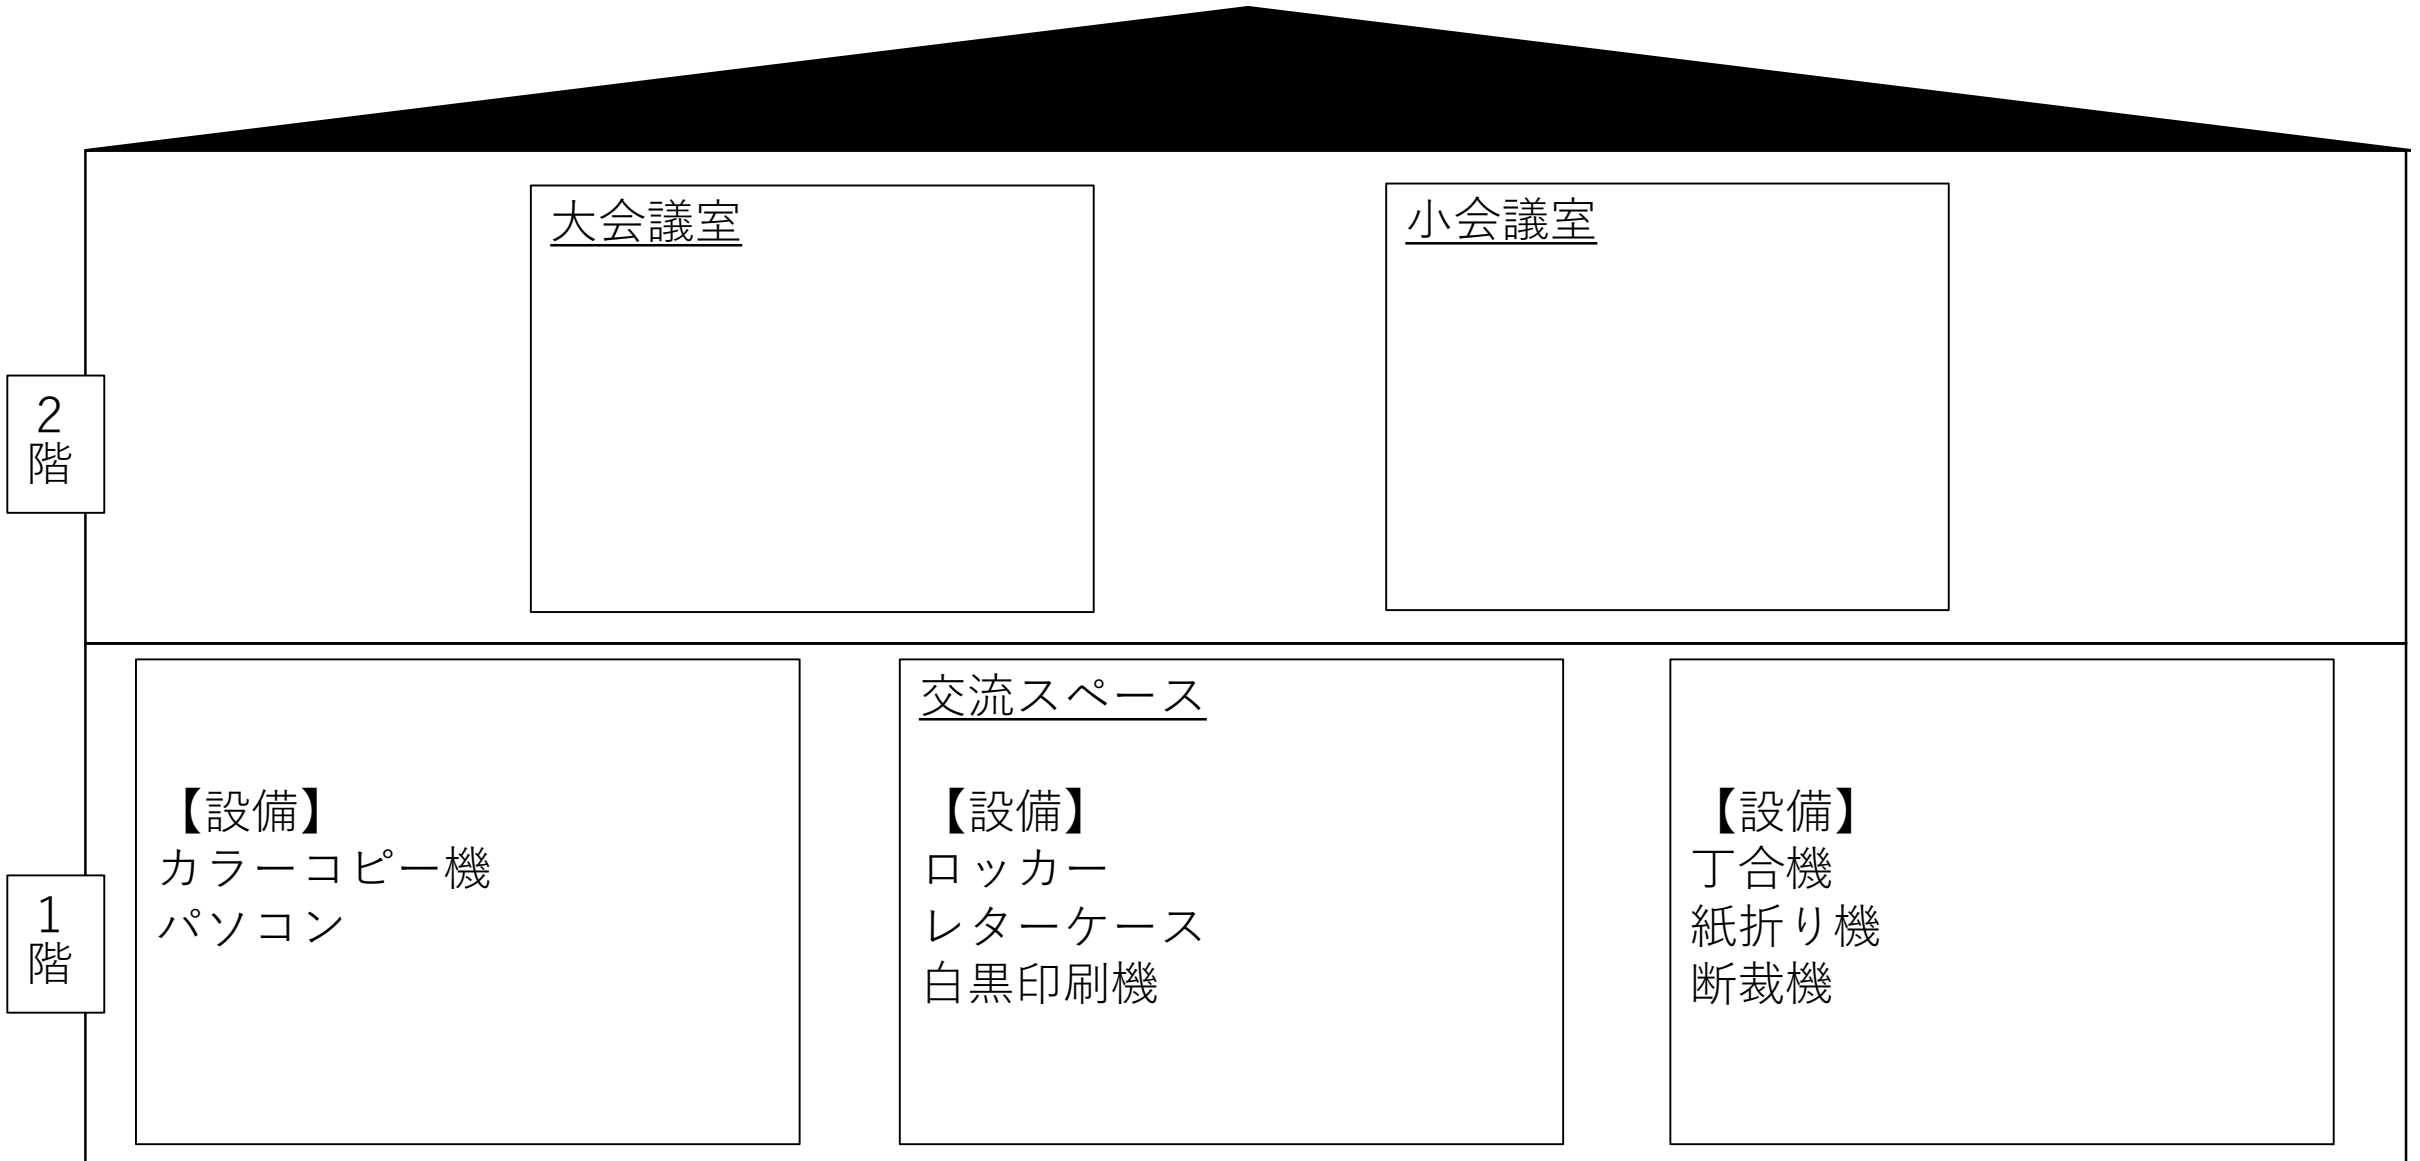 大会議室
小会議室
2
階
交流スペース
【設備】
カラーコピー機
パソコン
【設備】
ロッカー
レターケース
白黒印刷機
【設備】
丁合機
紙折り機
断裁機
1
階